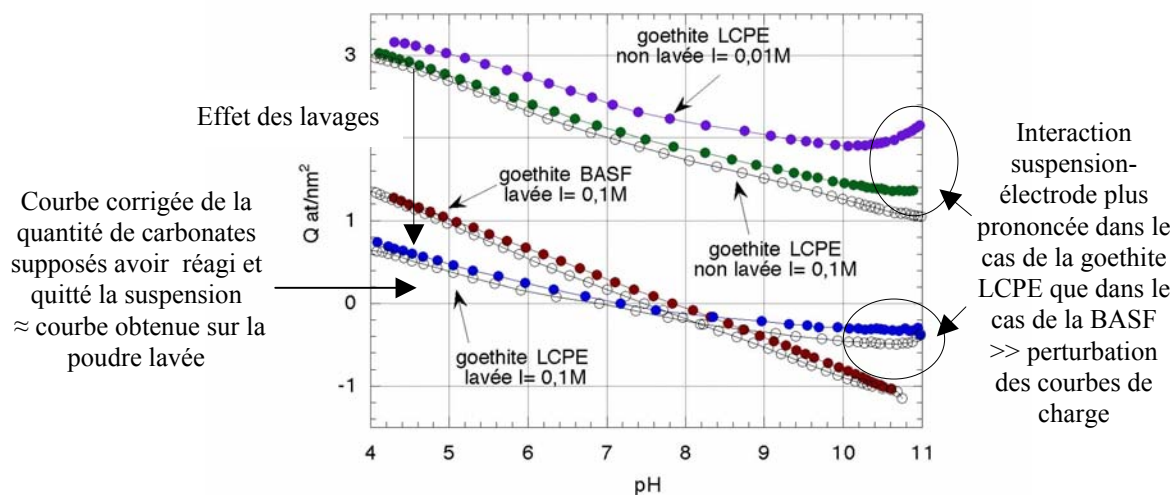 Effet des lavages
Courbe corrigée de la
quantité de carbonates
supposés avoir réagi et
quitté la suspension
≈ courbe obtenue sur la
poudre lavée
Q at/nm²
3
1
0
-1
goethite LCPE
non lavée I= 0,01M
goethite BASF
lavée I= 0,1M
goethite LCPE
non lavée I= 0,1M
goethite LCPE
lavée I= 0,1M
4 5 6 7 8 9 10 11
pH
Interaction
suspension-
électrode plus
prononcée dans le
cas de la goethite
LCPE que dans le
cas de la BASF
>> perturbation
des courbes de
charge